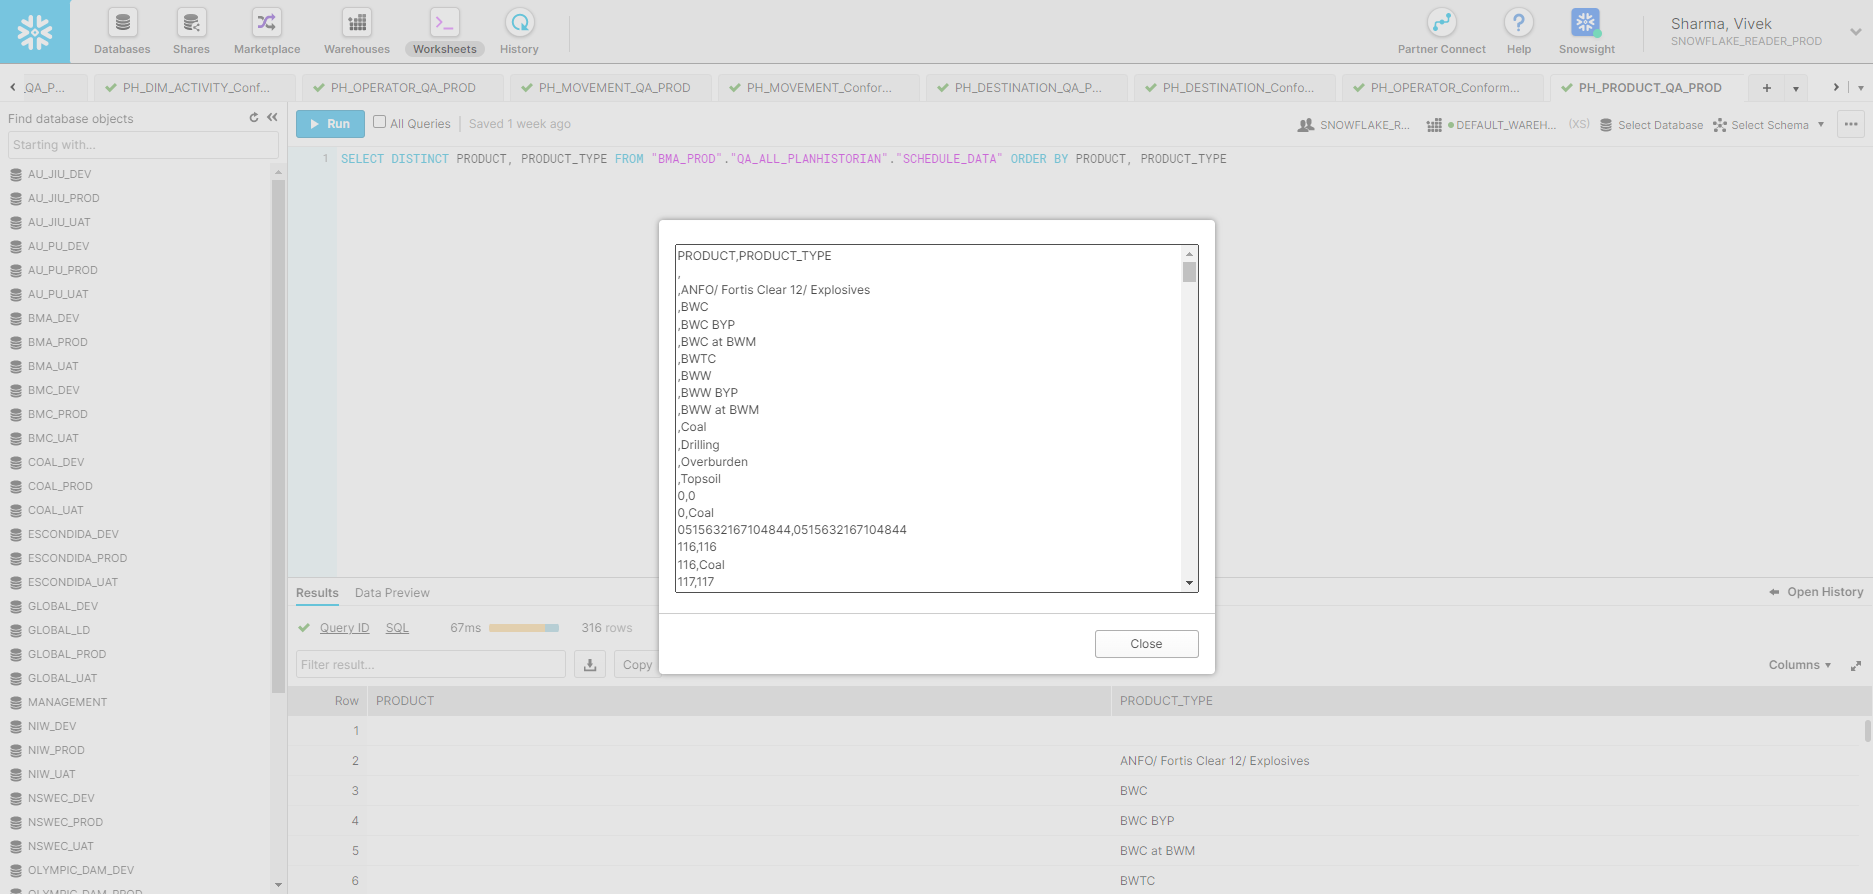 Databases
Shares
Marketplace
Warehouses
Worksheets
History
Partner Connect
Help
Snowsight
Sharma, Vivek
SNOWFLAKE_READER_PROD
_QA_P...
PH_DIM_ACTIVITY_Conf...
PH_OPERATOR_QA_PROD
PH_MOVEMENT_QA_PROD
PH_MOVEMENT_Confor...
PH_DESTINATION_QA_P...
PH_DESTINATION_Confo...
PH_OPERATOR_Conform...
PH_PRODUCT_QA_PROD
Find database objects
Starting with...
AU_JIU_DEV
AU_JIU_PROD
AU_JIU_UAT
AU_PU_DEV
AU_PU_PROD
AU_PU_UAT
BMA_DEV
BMA_PROD
BMA_UAT
BMC_DEV
BMC_PROD
BMC_UAT
COAL_DEV
COAL_PROD
COAL_UAT
ESCONDIDA_DEV
ESCONDIDA_PROD
ESCONDIDA_UAT
GLOBAL_DEV
GLOBAL_LD
GLOBAL_PROD
GLOBAL_UAT
MANAGEMENT
NIW_DEV
NIW_PROD
NIW_UAT
NSWEC_DEV
NSWEC_PROD
NSWEC_UAT
OLYMPIC_DAM_DEV
OLYMPIC_DAM_PROD
Run
All Queries
Saved 1 week ago
SNOWFLAKE_R...
DEFAULT_WAREH...
(XS)
Select Database
Select Schema
1 SELECT DISTINCT PRODUCT, PRODUCT_TYPE FROM "BMA_PROD"."QA_ALL_PLANHISTORIAN"."SCHEDULE_DATA" ORDER BY PRODUCT, PRODUCT_TYPE
PRODUCT,PRODUCT_TYPE
,
,ANFO/ Fortis Clear 12/ Explosives
,BWC
,BWC BYP
,BWC at BWM
,BWTC
,BWW
,BWW BYP
,BWW at BWM
,Coal
,Drilling
,Overburden
,Topsoil
0,0
0,Coal
0515632167104844,0515632167104844
116,116
116,Coal
117,117
Close
Results
Data Preview
Open History
Query ID
SQL
67ms
316 rows
Filter result...
Copy
Columns
Row
PRODUCT
PRODUCT_TYPE
1
2 ANFO/ Fortis Clear 12/ Explosives
3 BWC
4 BWC BYP
5 BWC at BWM
6 BWTC